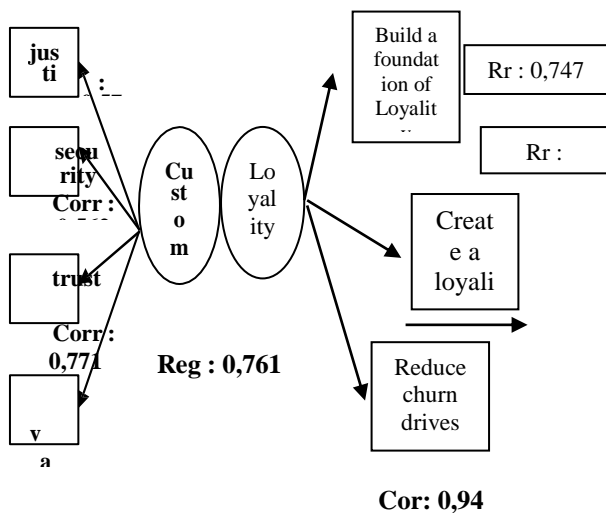 jus
ti
:
secu
rity
Corr :
trust
Corr :
0,771
v
a
Cu
st
o
m
Lo
yal
ity
Reg : 0,761
Build a
foundat
ion of
Loyalit
Rr : 0,747
Rr :
Creat
e a
loyali
Reduce
churn
drives
Cor: 0,94